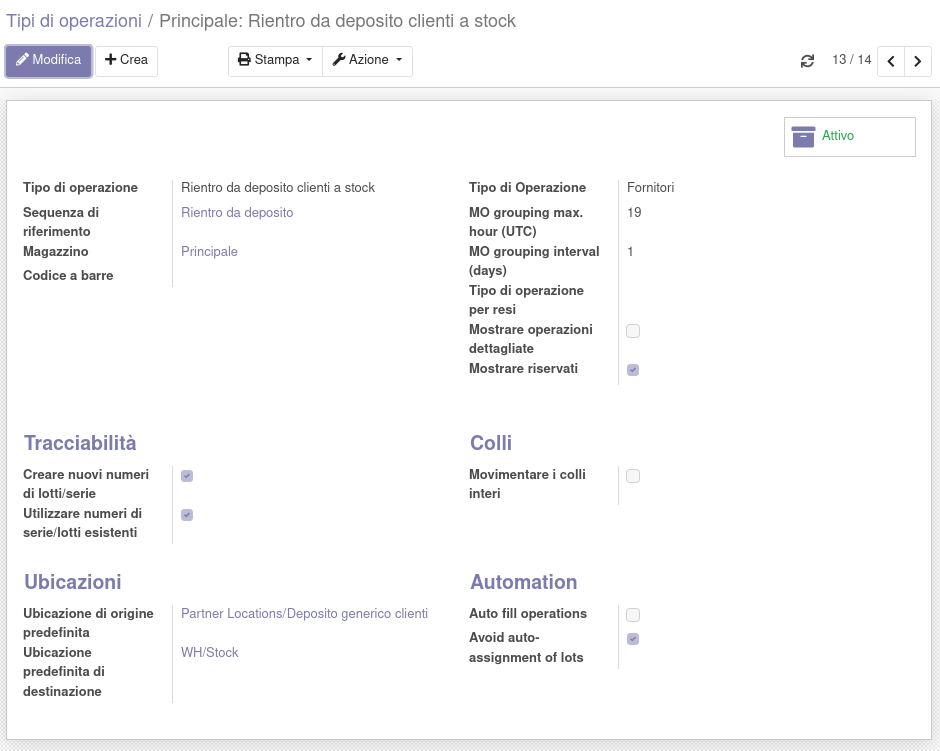 Tipi di operazioni / Principale: Rientro da deposito clienti a stock
Modifica
Crea
Stampa
Azione
13 / 14
Attivo
Tipo di operazione
Rientro da deposito clienti a stock
Sequenza di
riferimento
Rientro da deposito
Magazzino
Principale
Codice a barre
Tipo di Operazione
Fornitori
MO grouping max.
hour (UTC)
19
MO grouping interval
(days)
1
Tipo di operazione
per resi
Mostrare operazioni
dettagliate
Mostrare riservati
Tracciabilità
Creare nuovi numeri
di lotti/serie
Utilizzare numeri di
serie/lotti esistenti
Colli
Movimentare i colli
interi
Ubicazioni
Ubicazione di origine
predefinita
Partner Locations/Deposito generico clienti
Ubicazione
predefinita di
destinazione
WH/Stock
Automation
Auto fill operations
Avoid auto-
assignment of lots